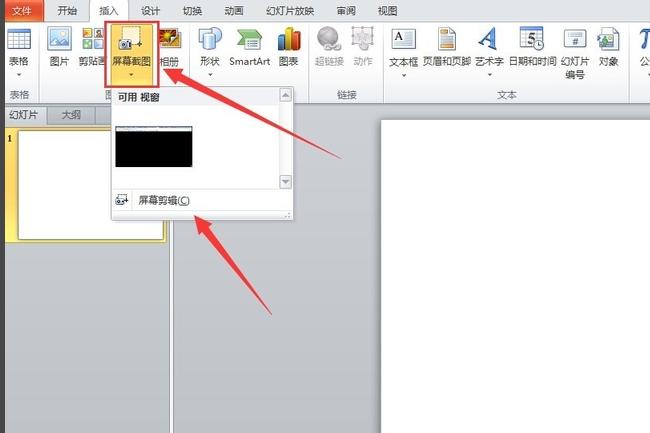 文件 开始 插入 设计 切换 动画 幻灯片放映 审阅 视图
表格 图片 剪贴画 屏幕截图 相册 形状 SmartArt 图表 超链接 动作 文本框 页眉和页脚 艺术字 日期和时间 幻灯片 对象
编号
表格 链接 文本
可用 视窗
幻灯片 大纲
1
屏幕剪辑(C)